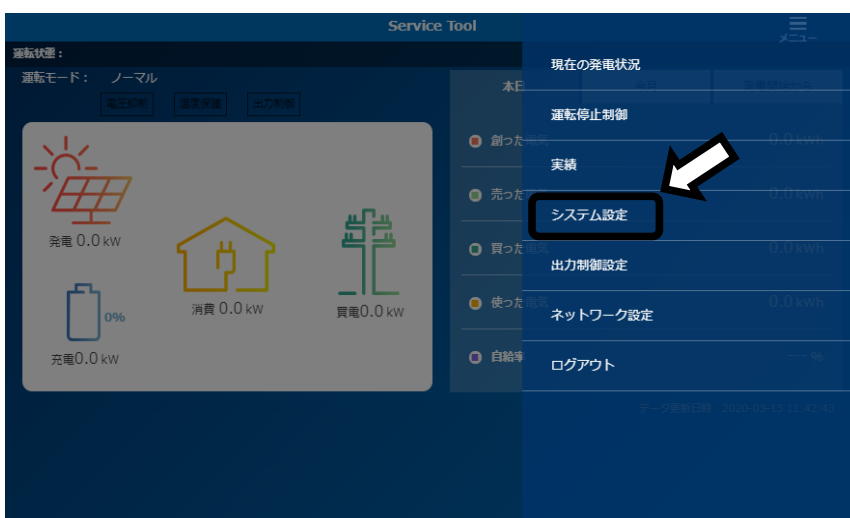 Service Tool
メニュー
運転状態：
運転モード： ノーマル
電圧抑制 温度保護 出力制御
発電 0.0 kW
0%
充電0.0 kW
消費 0.0 kW
買電0.0 kW
本日
創った電気 0.0 kWh
売った 0.0 kWh
買った電気 0.0 kWh
使った電気 0.0 kWh
自給率 --- %
データ更新日時 2020-03-13 11:42:43
現在の発電状況
運転停止制御
実績
システム設定
出力制御設定
ネットワーク設定
ログアウト